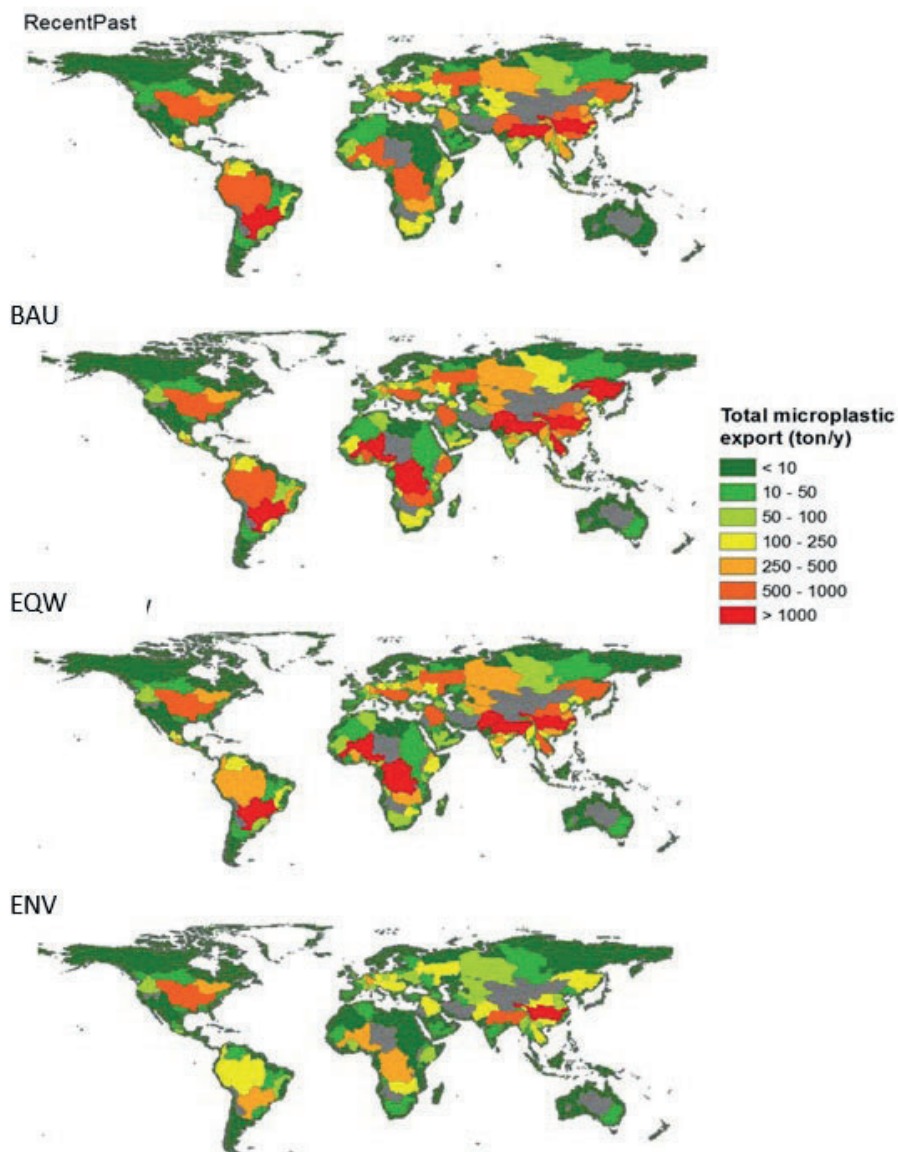 RecentPast
BAU
Total microplastic
export (ton/y)
< 10
10 - 50
50 - 100
100 - 250
250 - 500
500 - 1000
> 1000
EQW
ENV